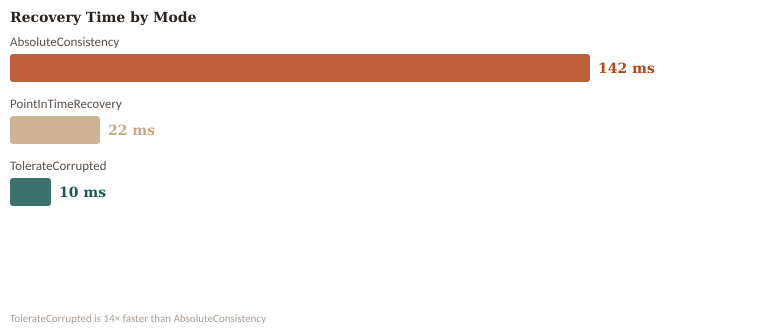 Recovery Time by Mode
AbsoluteConsistency
142 ms
PointInTimeRecovery
22 ms
TolerateCorrupted
10 ms
TolerateCorrupted is 14× faster than AbsoluteConsistency